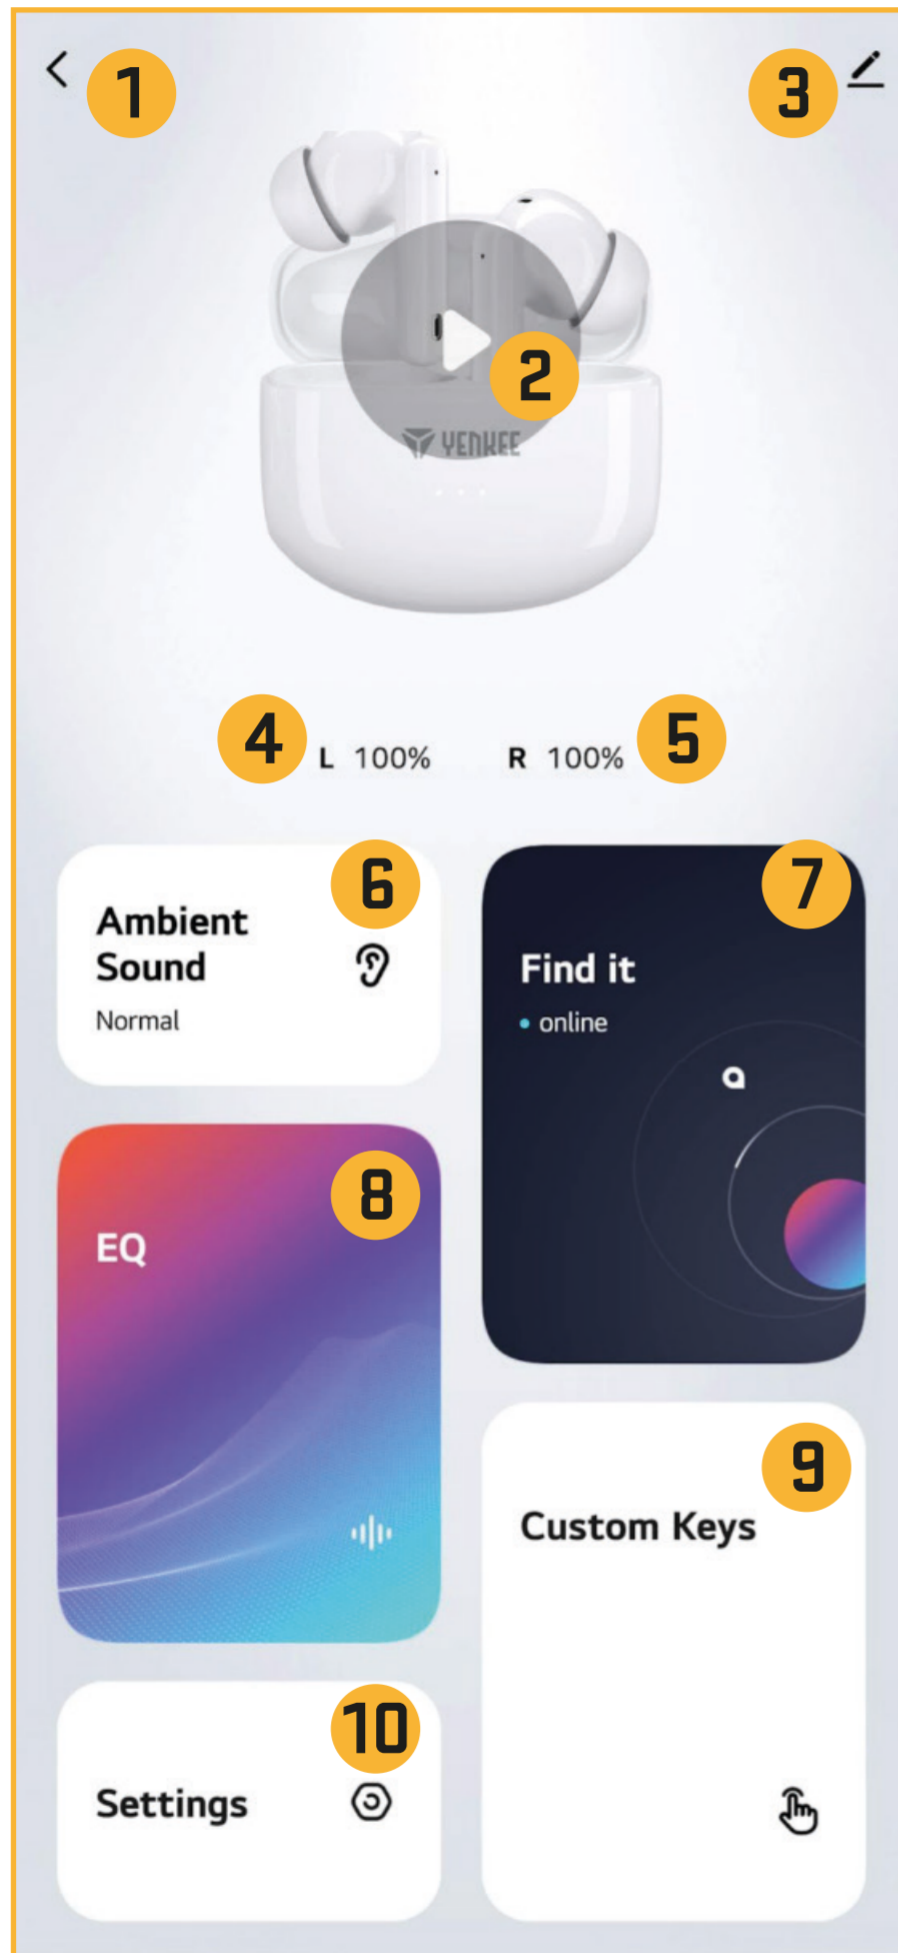 1
3
2
YENKEE
4 L 100% R 100% 5
6
Ambient
Sound
Normal
7
Find it
online
8
EQ
9
Custom Keys
10
Settings